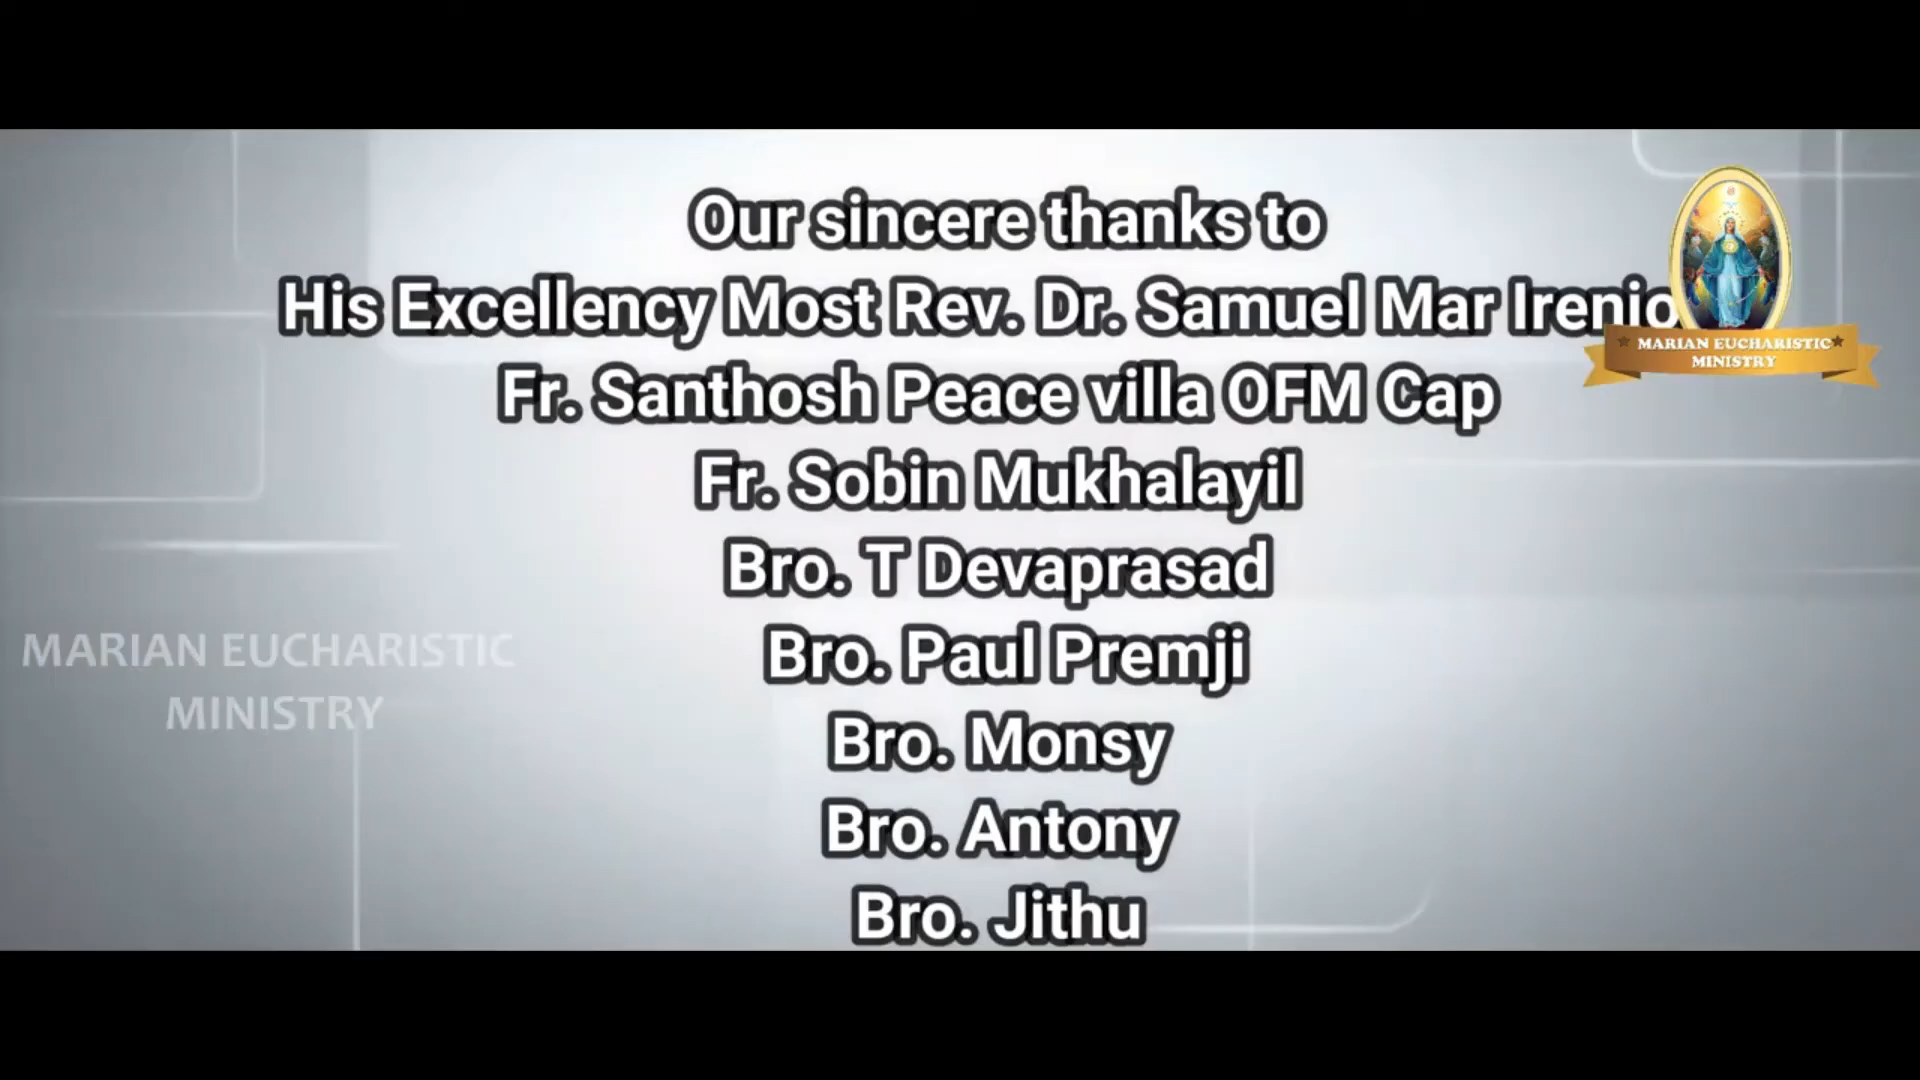 Our sincere thanks to
His Excellency Most Rev. Dr. Samuel Mar Irenio
Fr. Santhosh Peace villa OFM Cap
Fr. Sobin Mukhalayil
Bro. T Devaprasad
Bro. Paul Premji
Bro. Monsy
Bro. Antony
Bro. Jithu
MARIAN EUCHARISTIC
MINISTRY
MARIAN EUCHARISTIC
MINISTRY